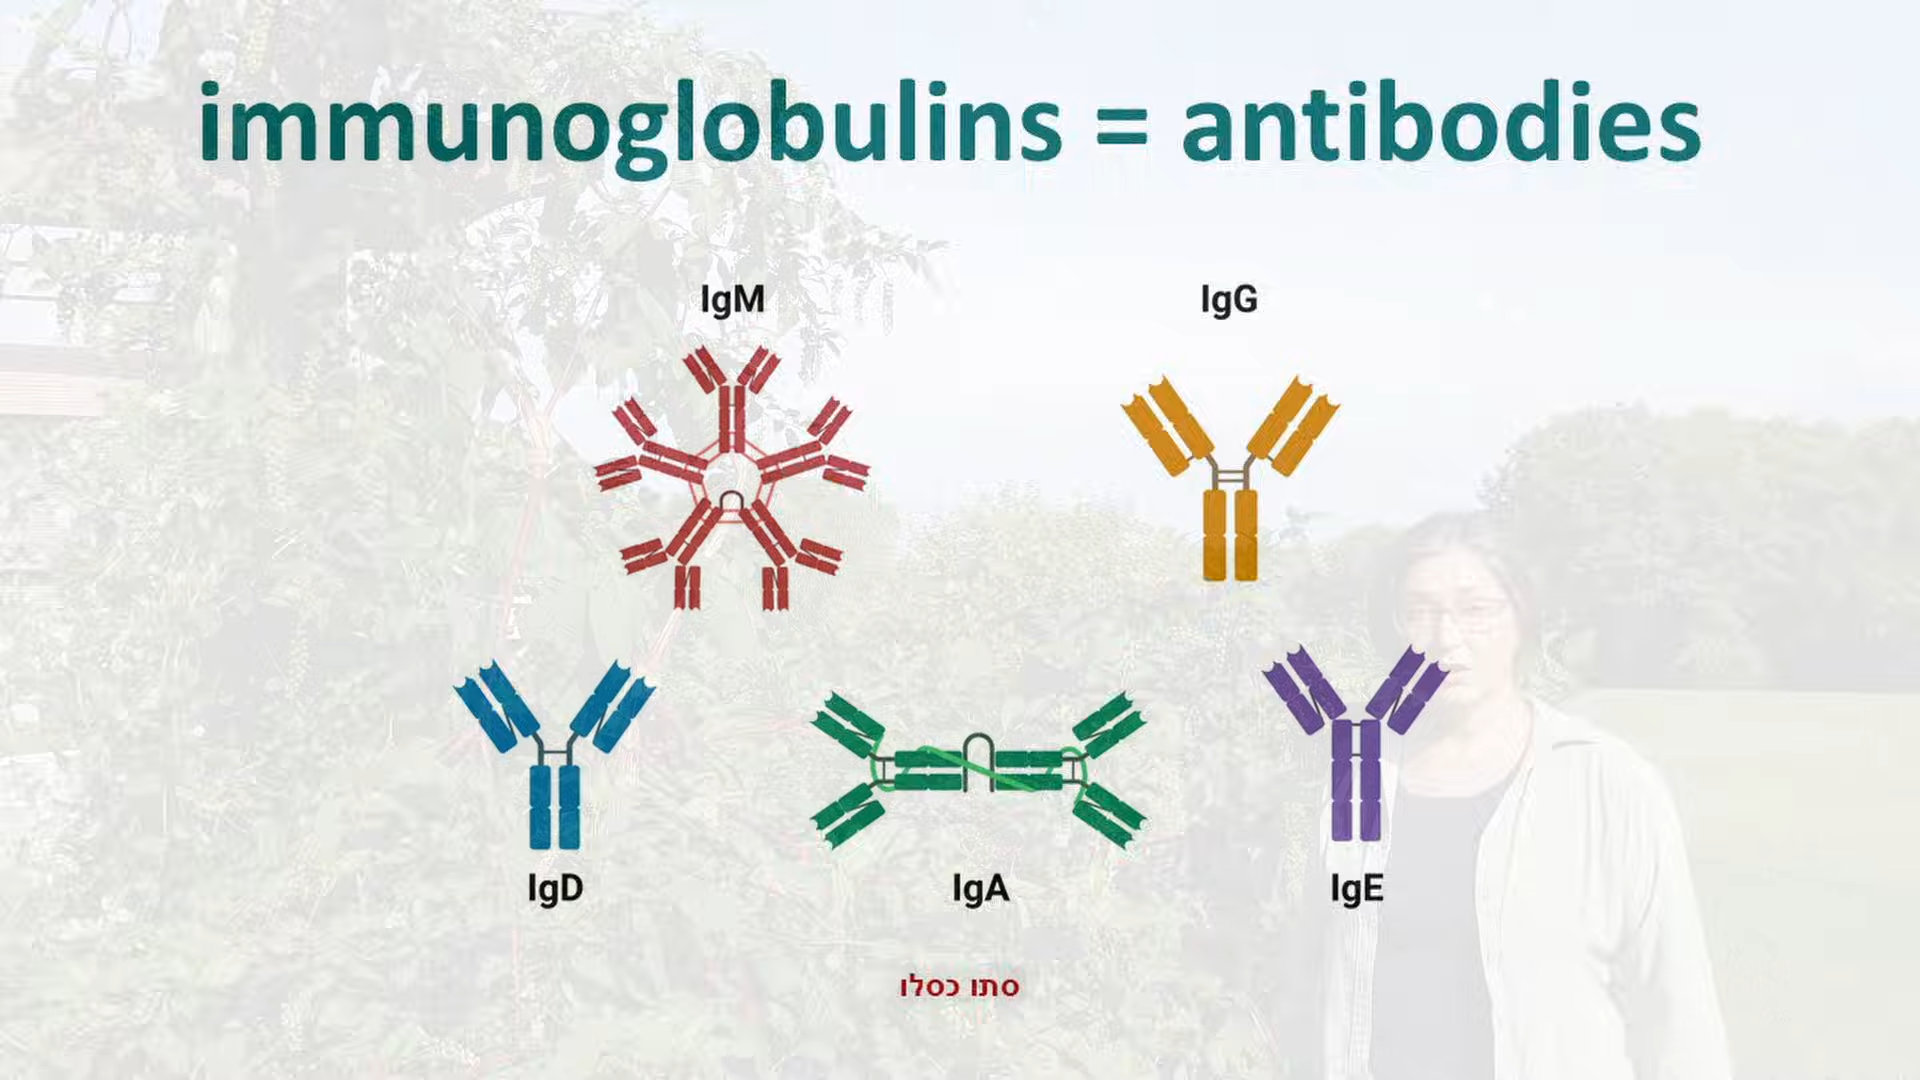 immunoglobulins = antibodies
IgM IgG
IgD IgA IgE
סתו כסלו